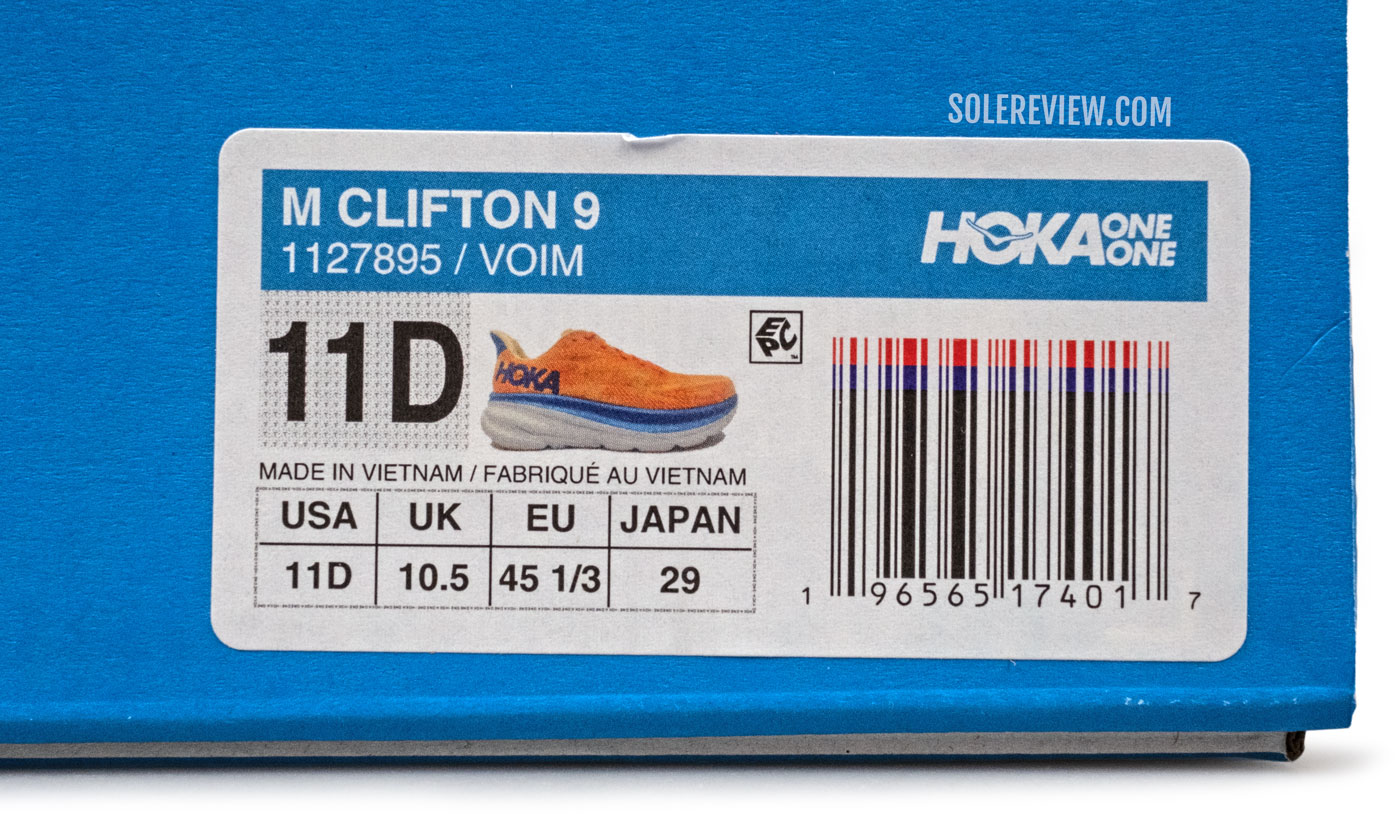 SOLEREVIEW.COM
M CLIFTON 9
1127895 / VOIM
HOKA ONE ONE
11D
HOKA
EPC™
MADE IN VIETNAM / FABRIQUÉ AU VIETNAM
USA UK EU JAPAN
11D 10.5 45 1/3 29
1 96565 17401 7